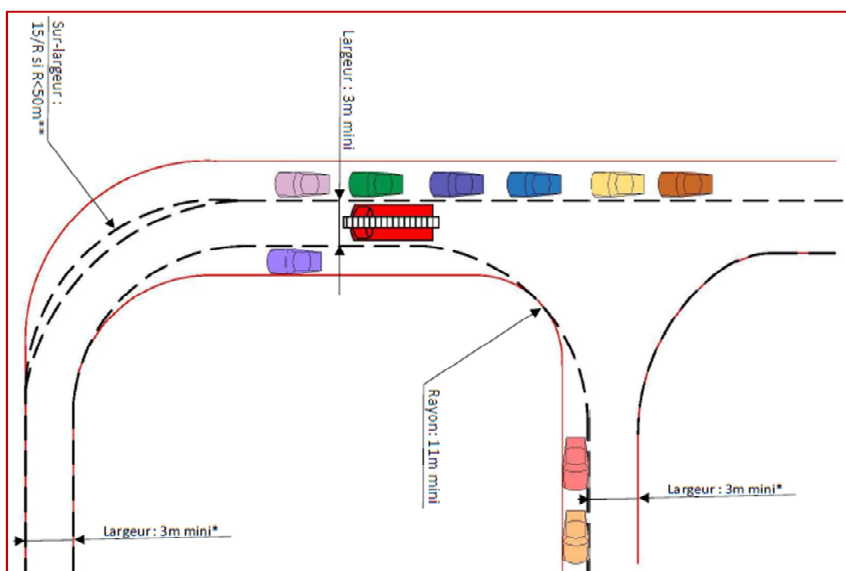 Sur-largeur :
15/R si R<50m**
Largeur : 3m mini
Rayon: 11m mini
Largeur : 3m mini*
Largeur : 3m mini*